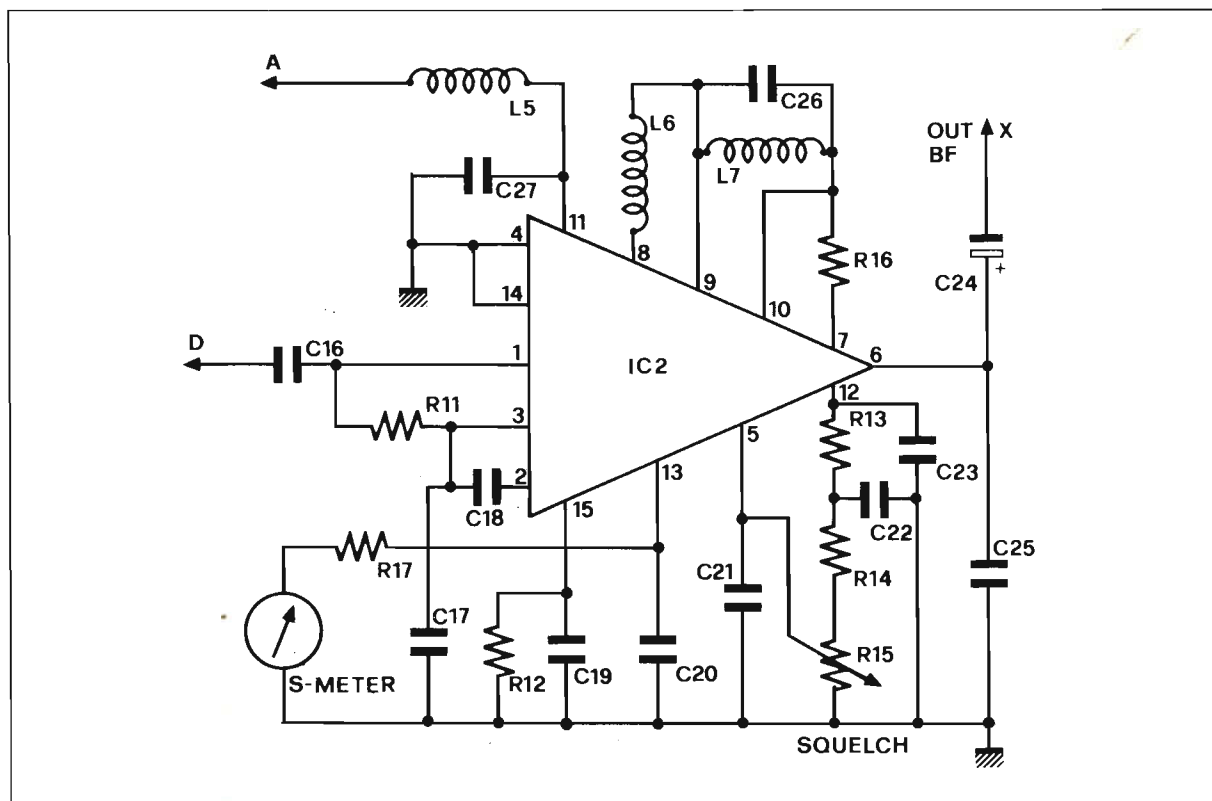 A
L5
C26
L6
OUT X
BF
L7
C27
11
4
8
R16
C24
+
9
14
10
D
C16
7
1
6
IC2
12
R11
3
R13
5
C23
2
13
C18
15
C22
R17
C21
R14
C25
C17
R15
S-METER
R12
C19
C20
SQUELCH